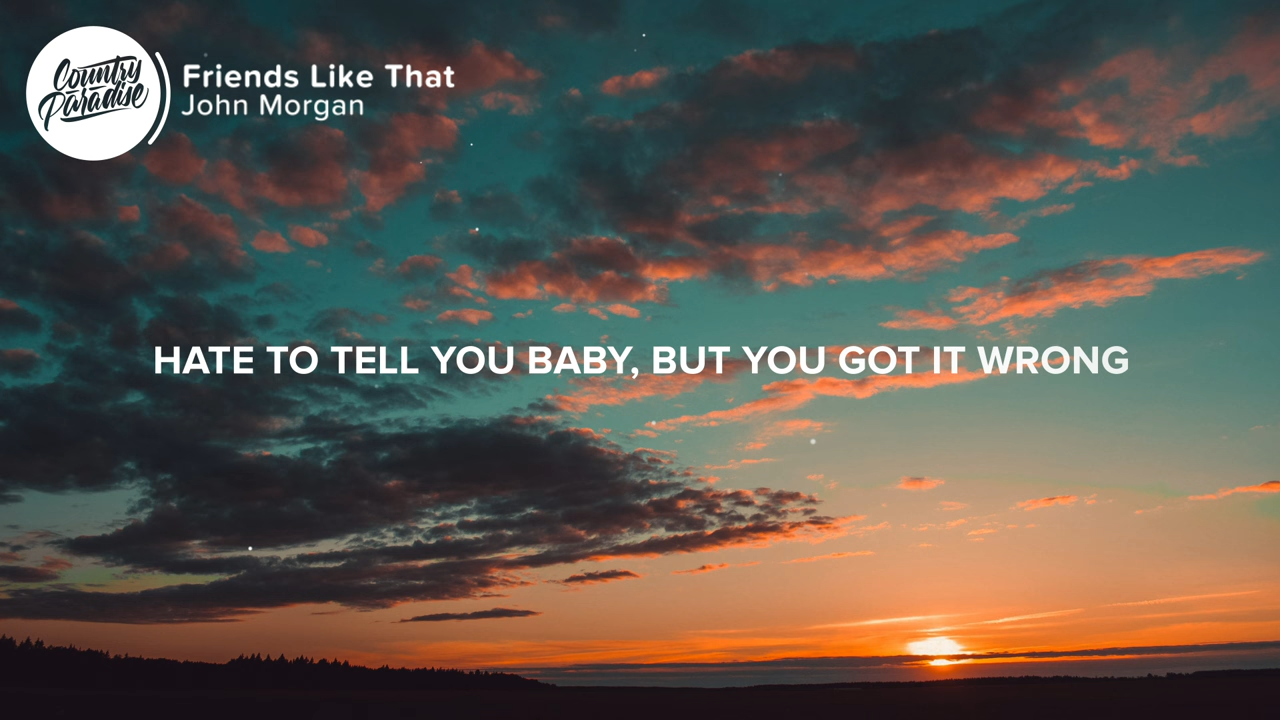 Country
Paradise
Friends Like That
John Morgan
HATE TO TELL YOU BABY, BUT YOU GOT IT WRONG